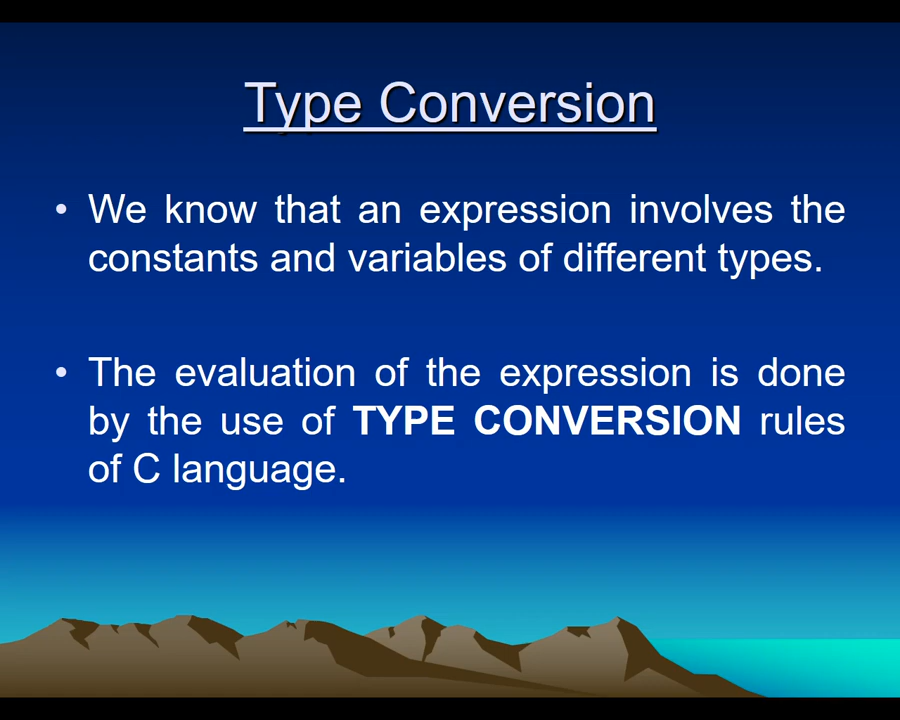 Type Conversion
• We know that an expression involves the
constants and variables of different types.
• The evaluation of the expression is done
by the use of TYPE CONVERSION rules
of C language.